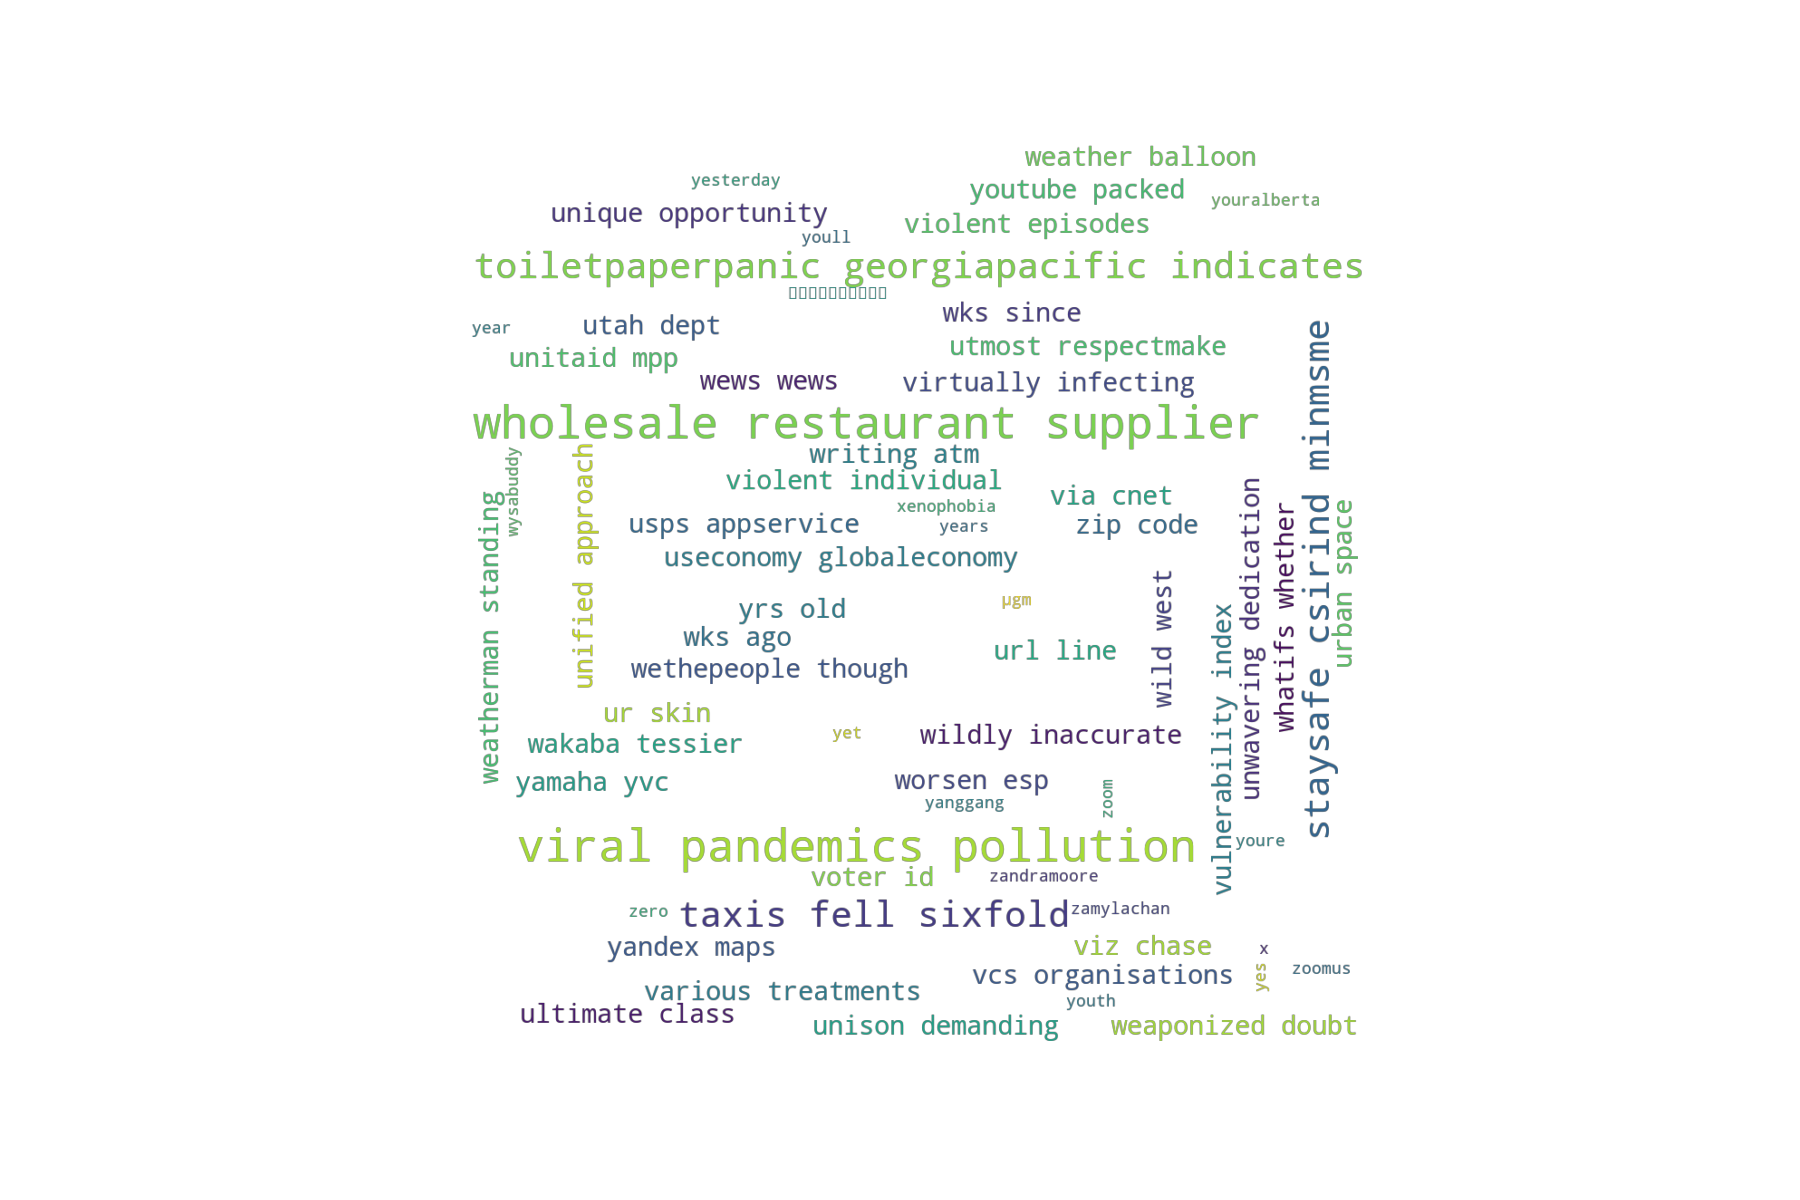 weather balloon
yesterday
youtube packed
youralberta
unique opportunity
violent episodes
youll
toiletpaperpanic georgiapacific indicates
wks since
year
utah dept
utmost respectmake
unitaid mpp
wews wews
virtually infecting
staysafe csirind minmsme
wholesale restaurant supplier
writing atm
wysabuddy
unified approach
violent individual
via cnet
xenophobia
usps appservice
years
zip code
unwavering dedication
whatifs whether
urban space
weatherman standing
useconomy globaleconomy
µgm
yrs old
wild west
wks ago
url line
vulnerability index
wethepeople though
ur skin
yet
wildly inaccurate
wakaba tessier
yamaha yvc
worsen esp
zoom
yanggang
viral pandemics pollution
youre
voter id
zandramoore
zero
taxis fell sixfold
zamylachan
yandex maps
viz chase
x
vcs organisations
yes
zoomus
various treatments
youth
ultimate class
unison demanding
weaponized doubt